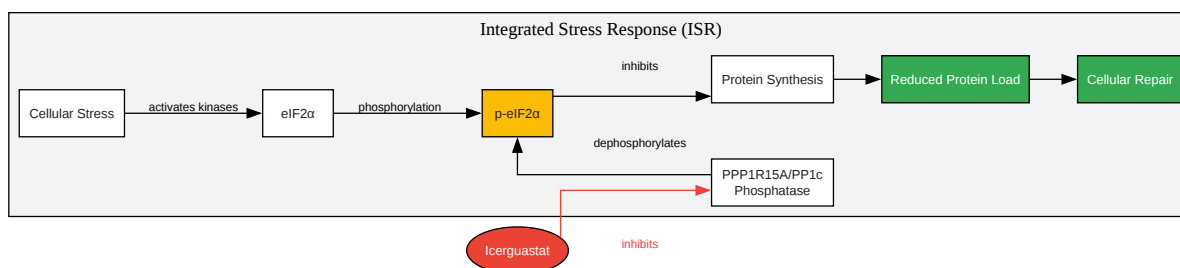 Integrated Stress Response (ISR)
Cellular Stress
activates kinases
eIF2α
phosphorylation
p-eIF2α
inhibits
Protein Synthesis
Reduced Protein Load
Cellular Repair
dephosphorylates
PPP1R15A/PP1c
Phosphatase
Icerguastat
inhibits